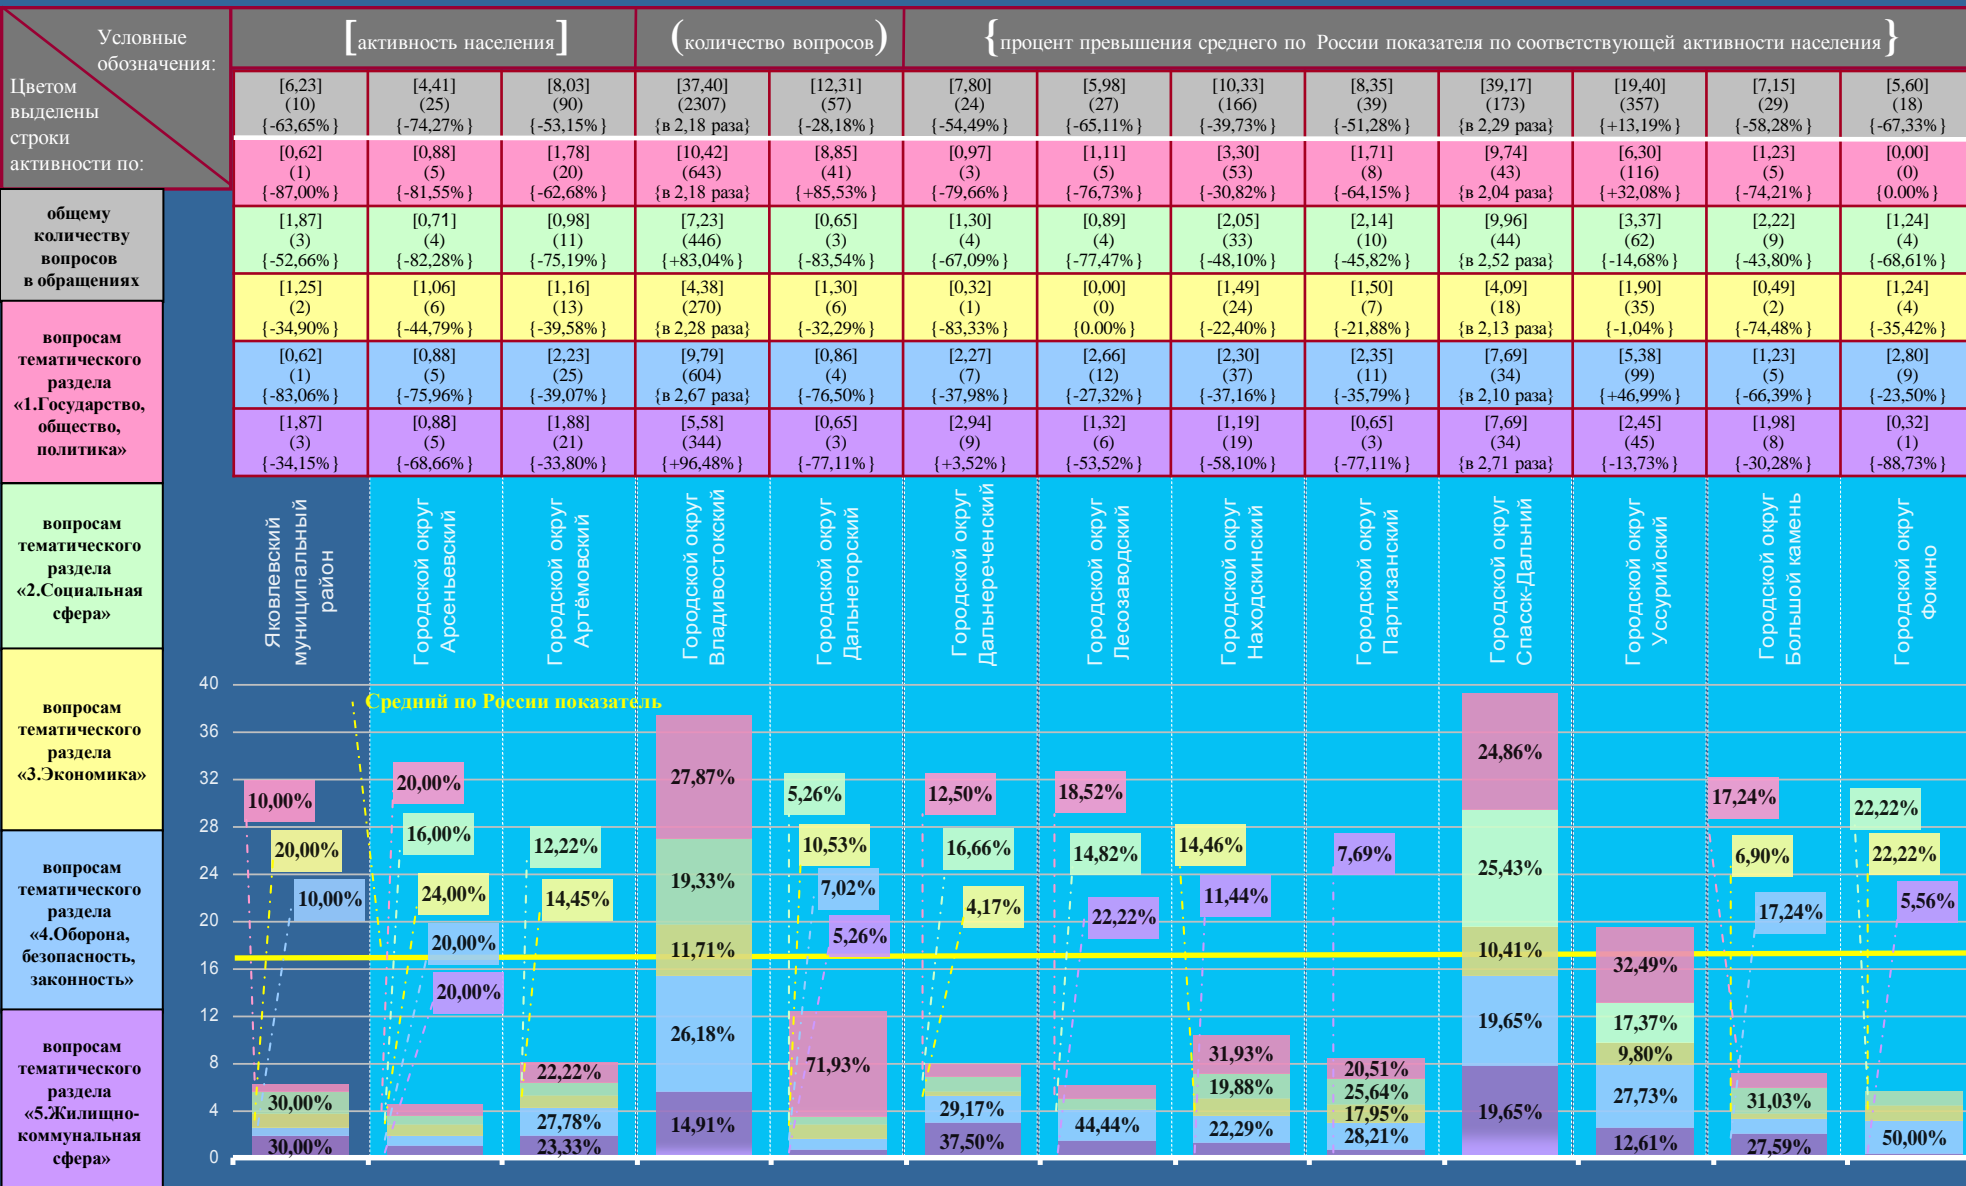 Условные
обозначения:
Цветом
выделены
строки
активности по:
[активность населения]
(количество вопросов)
{процент превышения среднего по России показателя по соответствующей активности населения}
[6,23] [4,41] [8,03] [37,40] [12,31] [7,80] [5,98] [10,33] [8,35] [39,17] [19,40] [7,15] [5,60]
(10) (25) (90) (2307) (57) (24) (27) (166) (39) (173) (357) (29) (18)
{-63,65%} {-74,27%} {-53,15%} {в 2,18 раза} {-28,18%} {-54,49%} {-65,11%} {-39,73%} {-51,28%} {в 2,29 раза} {+13,19%} {-58,28%} {-67,33%}
[0,62] [0,88] [1,78] [10,42] [8,85] [0,97] [1,11] [3,30] [1,71] [9,74] [6,30] [1,23] [0,00]
(1) (5) (20) (643) (41) (3) (5) (53) (8) (43) (116) (5) (0)
{-87,00%} {-81,55%} {-62,68%} {в 2,18 раза} {+85,53%} {-79,66%} {-76,73%} {-30,82%} {-64,15%} {в 2,04 раза} {+32,08%} {-74,21%} {0.00%}
[1,87] [0,71] [0,98] [7,23] [0,65] [1,30] [0,89] [2,05] [2,14] [9,96] [3,37] [2,22] [1,24]
(3) (4) (11) (446) (3) (4) (4) (33) (10) (44) (62) (9) (4)
{-52,66%} {-82,28%} {-75,19%} {+83,04%} {-83,54%} {-67,09%} {-77,47%} {-48,10%} {-45,82%} {в 2,52 раза} {-14,68%} {-43,80%} {-68,61%}
[1,25] [1,06] [1,16] [4,38] [1,30] [0,32] [0,00] [1,49] [1,50] [4,09] [1,90] [0,49] [1,24]
(2) (6) (13) (270) (6) (1) (0) (24) (7) (18) (35) (2) (4)
{-34,90%} {-44,79%} {-39,58%} {в 2,28 раза} {-32,29%} {-83,33%} {0.00%} {-22,40%} {-21,88%} {в 2,13 раза} {-1,04%} {-74,48%} {-35,42%}
[0,62] [0,88] [2,23] [9,79] [0,86] [2,27] [2,66] [2,30] [2,35] [7,69] [5,38] [1,23] [2,80]
(1) (5) (25) (604) (4) (7) (12) (37) (11) (34) (99) (5) (9)
{-83,06%} {-75,96%} {-39,07%} {в 2,67 раза} {-76,50%} {-37,98%} {-27,32%} {-37,16%} {-35,79%} {в 2,10 раза} {+46,99%} {-66,39%} {-23,50%}
[1,87] [0,88] [1,88] [5,58] [0,65] [2,94] [1,32] [1,19] [0,65] [7,69] [2,45] [1,98] [0,32]
(3) (5) (21) (344) (3) (9) (6) (19) (3) (34) (45) (8) (1)
{-34,15%} {-68,66%} {-33,80%} {+96,48%} {-77,11%} {+3,52%} {-53,52%} {-58,10%} {-77,11%} {в 2,71 раза} {-13,73%} {-30,28%} {-88,73%}
общему
количеству
вопросов
в обращениях
вопросам
тематического
раздела
«1.Государство,
общество,
политика»
вопросам
тематического
раздела
«2.Социальная
сфера»
вопросам
тематического
раздела
«3.Экономика»
вопросам
тематического
раздела
«4.Оборона,
безопасность,
законность»
вопросам
тематического
раздела
«5.Жилищно-
коммунальная
сфера»
Яковлевский
муниципальный
район
Городской округ
Арсеньевский
Городской округ
Артёмовский
Городской округ
Владивостокский
Городской округ
Дальнегорский
Городской округ
Дальнереченский
Городской округ
Лесозаводский
Городской округ
Находкинский
Городской округ
Партизанский
Городской округ
Спасск-Дальний
Городской округ
Уссурийский
Городской округ
Большой камень
Городской округ
Фокино
40
36
32
28
24
20
16
12
8
4
0
Средний по России показатель
10,00%
20,00%
10,00%
30,00%
30,00%
20,00%
16,00%
24,00%
20,00%
20,00%
12,22%
14,45%
22,22%
27,78%
23,33%
27,87%
19,33%
11,71%
26,18%
14,91%
5,26%
10,53%
7,02%
5,26%
71,93%
12,50%
16,66%
4,17%
29,17%
37,50%
18,52%
14,82%
22,22%
44,44%
14,46%
11,44%
31,93%
19,88%
22,29%
7,69%
20,51%
25,64%
17,95%
28,21%
24,86%
25,43%
10,41%
19,65%
19,65%
32,49%
17,37%
9,80%
27,73%
12,61%
17,24%
6,90%
17,24%
31,03%
27,59%
22,22%
22,22%
5,56%
50,00%